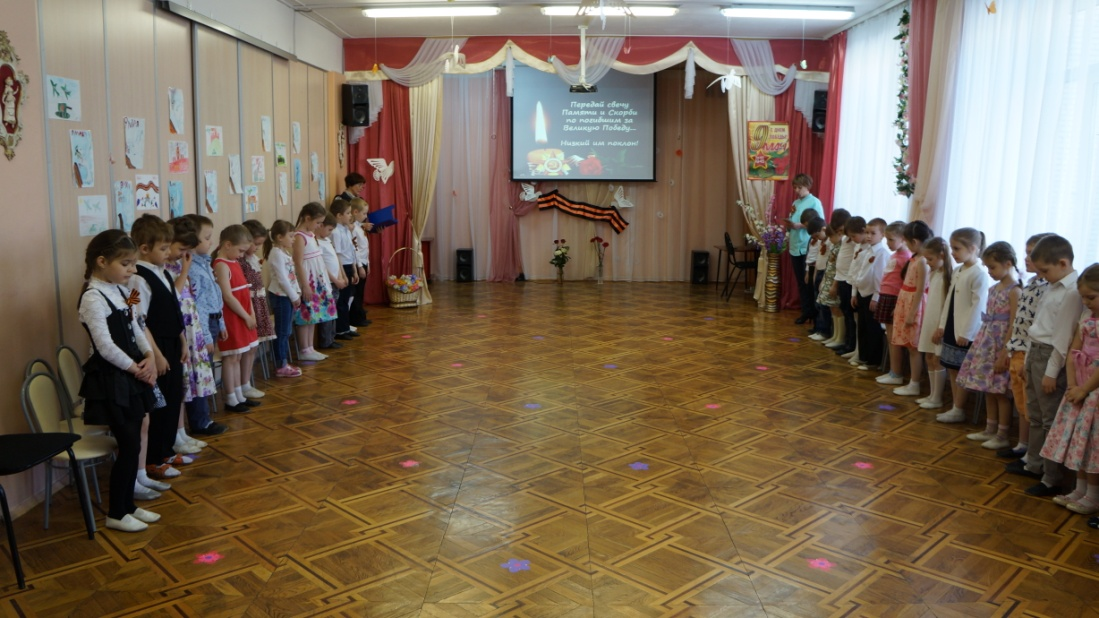 Передай свечу
Памяти и Скорби
по погибшим за
Великую Победу...
Низкий им поклон!